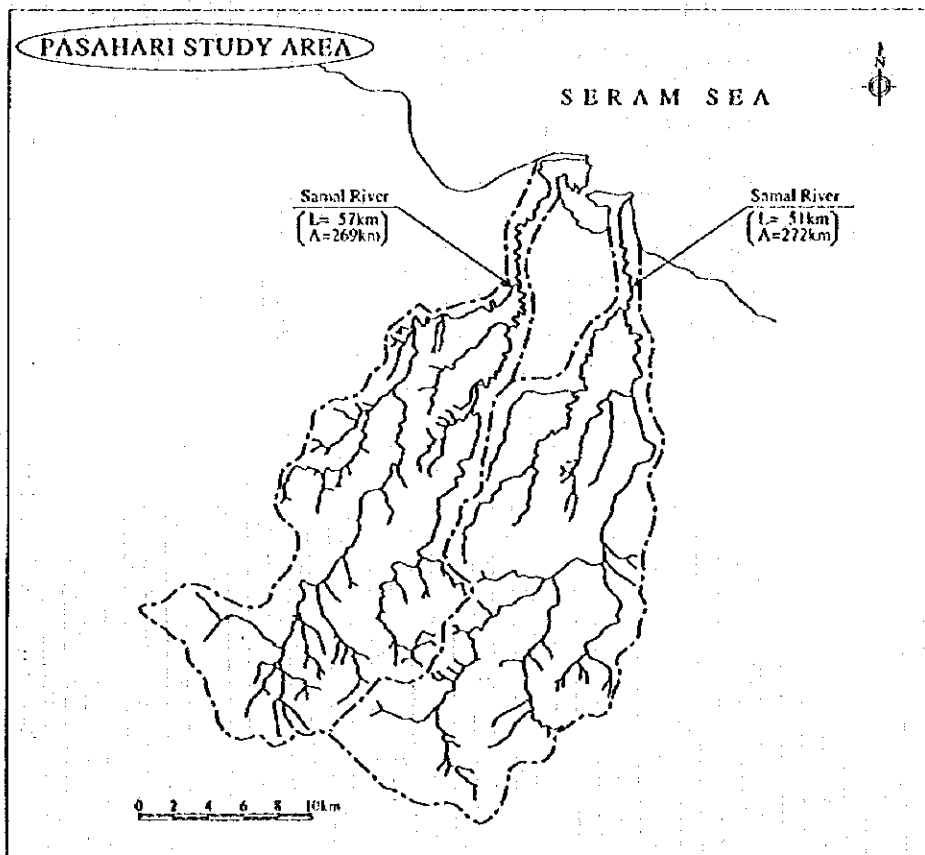 PASAHARI STUDY AREA
N
SERAM SEA
Samal River
L= 57km
A=269km
Samal River
L= 51km
A=272km
0 2 4 6 8 10km